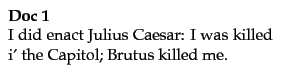 Doc 1
I did enact Julius Caesar: I was killed
i’ the Capitol; Brutus killed me.